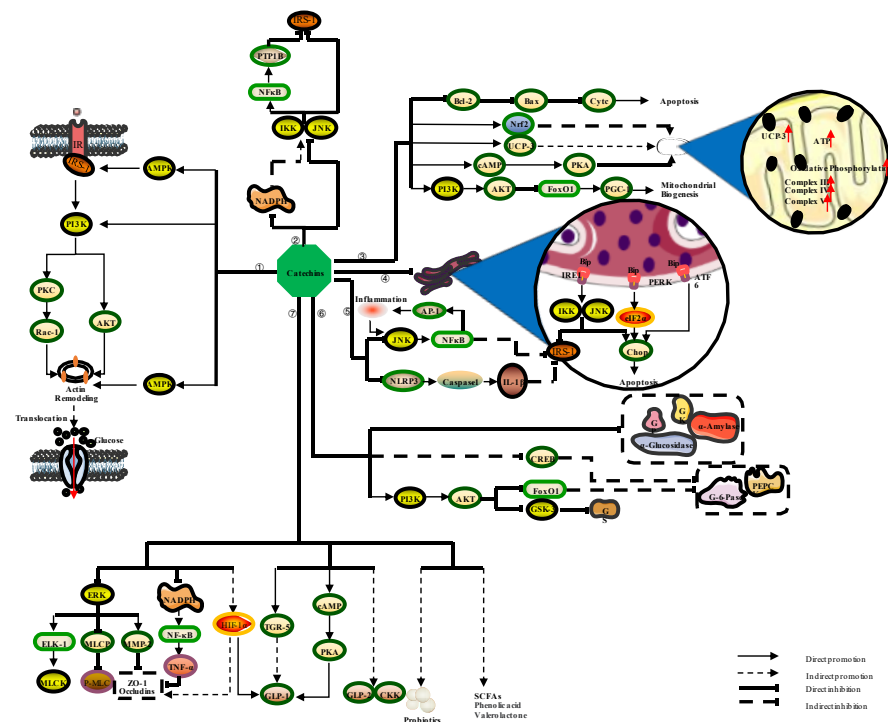 IRS-1
PTP1B
NFκB
IKK
JNK
NADPH
IR
IRS-1
AMPK
PI3K
PKC
Rac-1
AKT
AMPK
Actin
Remodeling
Translocation
Glucose
Catechins
①
②
③
④
⑤
⑥
⑦
Bcl-2
Bax
Cytc
Apoptosis
Nrf2
UCP-2
cAMP
PKA
PI3K
AKT
FoxO1
PGC-1
Mitochondrial
Biogenesis
UCP-3
ATP
Oxidative Phosphorylation
Complex III
Complex IV
Complex V
Inflammation
AP-1
JNK
NFκB
NLRP3
Caspase1
IL-1β
Bip
Bip
Bip
IRE1
PERK
ATF
6
IKK
JNK
eIF2α
IRS-1
Chop
Apoptosis
G
G
α-Amylase
α-Glucosidase
CREB
PEPC
G-6-Pase
PI3K
AKT
FoxO1
GSK-3
G
S
ERK
NADPH
ELK-1
MLCP
MMP-2
NF-κB
HIF-1α
TGR-5
cAMP
PKA
MLCK
P-MLC
ZO-1
Occludins
TNF-α
GLP-1
GLP-2
CKK
Probiotics
SCFAs
Phenolic acid
Valerolactone
Direct promotion
Indirect promotion
Direct inhibition
Indirect inhibition